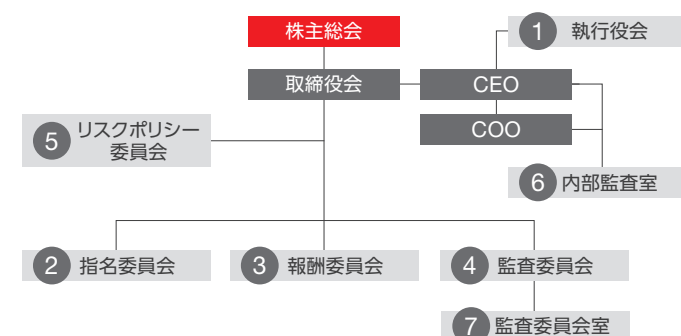 株主総会
1 執行役会
取締役会
CEO
COO
5 リスクポリシー
委員会
6 内部監査室
2 指名委員会
3 報酬委員会
4 監査委員会
7 監査委員会室